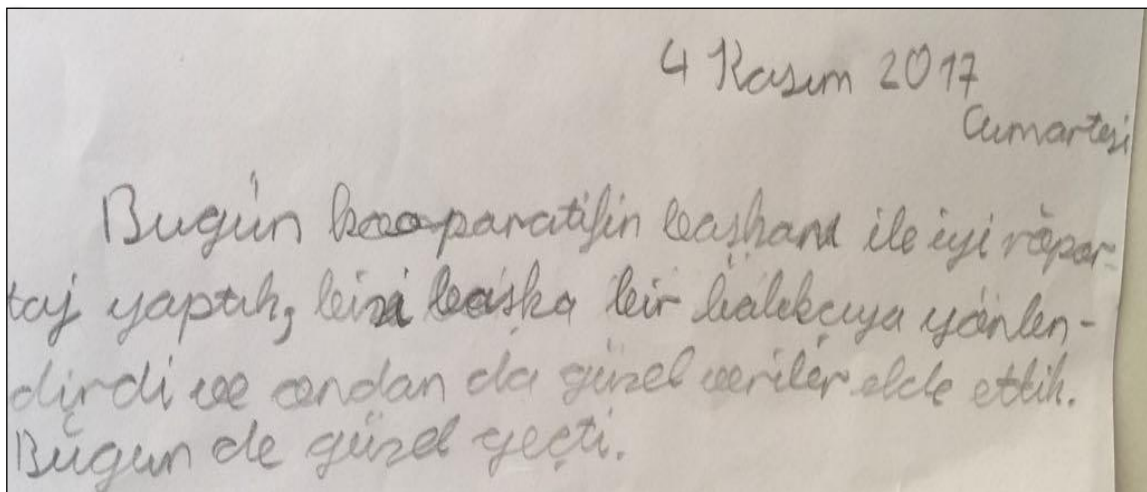 4 Kasım 2017
Cumartesi
Bugün kooparatifin başkanı ile iyi röpor-
taj yaptık, bizi başka bir balıkçıya yönlen-
dirdi ve ondan da güzel veriler elde ettik.
Bugün de güzel geçti.